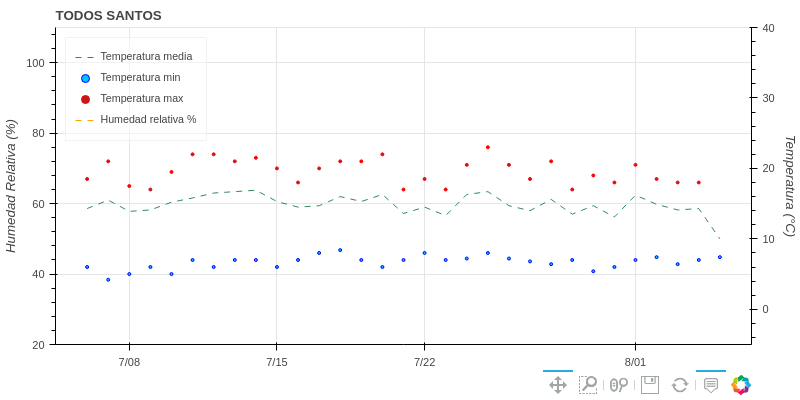 TODOS SANTOS
Temperatura media
Temperatura min
Temperatura max
Humedad relativa %
Humedad Relativa (%)
100
80
60
40
20
40
30
20
10
0
Temperatura (°C)
7/08 7/15 7/22 8/01